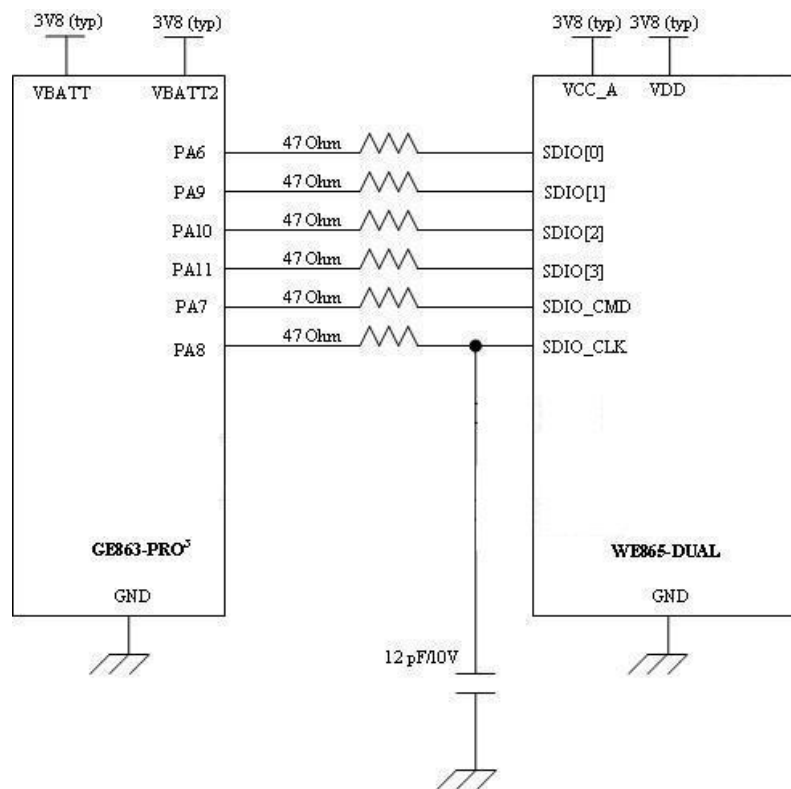 3V8 (typ) 3V8 (typ) 3V8 (typ) 3V8 (typ)
VBATT VBATT2 VCC_A VDD
PA6 47 Ohm SDIO[0]
PA9 47 Ohm SDIO[1]
PA10 47 Ohm SDIO[2]
PA11 47 Ohm SDIO[3]
PA7 47 Ohm SDIO_CMD
PA8 47 Ohm SDIO_CLK
GE863-PRO³ WE865-DUAL
GND GND
12 pF/10V